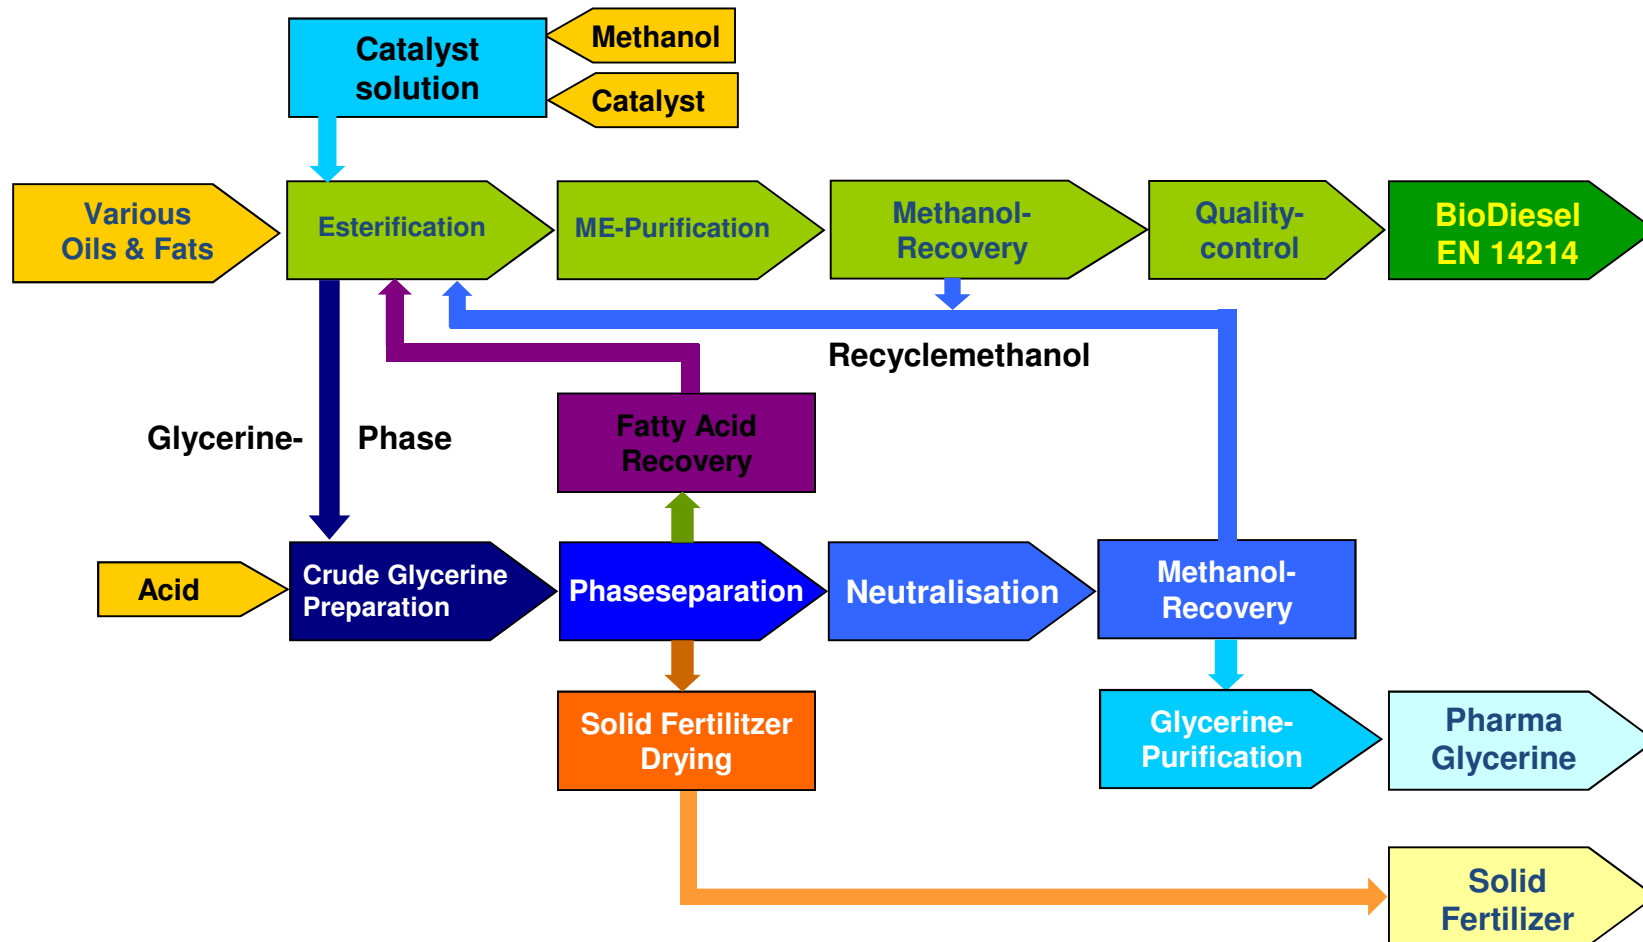 Catalyst
solution
Methanol
Catalyst
Various
Oils & Fats
Esterification
ME-Purification
Methanol-
Recovery
Quality-
control
BioDiesel
EN 14214
Recyclemethanol
Glycerine- Phase
Fatty Acid
Recovery
Acid
Crude Glycerine
Preparation
Phaseseparation
Neutralisation
Methanol-
Recovery
Solid Fertilitzer
Drying
Glycerine-
Purification
Pharma
Glycerine
Solid
Fertilizer